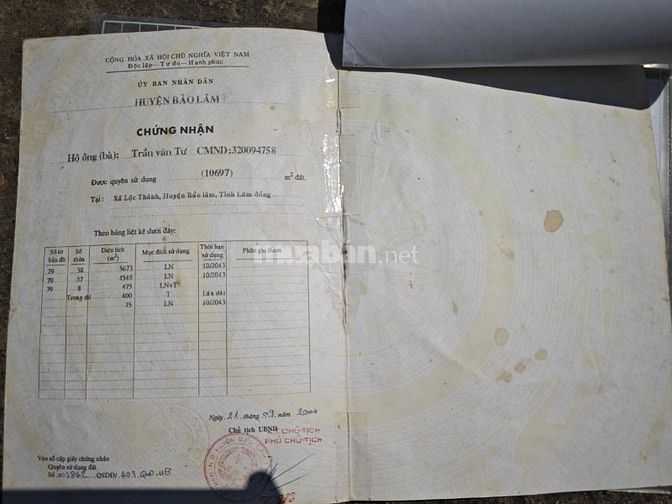 CỘNG HÒA XÃ HỘI CHỦ NGHĨA VIỆT NAM
Độc lập - Tự do - Hạnh phúc
ỦY BAN NHÂN DÂN
HUYỆN BẢO LÂM
CHỨNG NHẬN
Hộ ông (bà): Trần văn Tư CMND:320094758
Được quyền sử dụng (10697) m² đất.
Tại: Xã Lộc Thành, Huyện Bảo lâm, Tỉnh Lâm đồng
Theo bảng liệt kê dưới đây:
Số tờ bản đồ Số thửa Diện tích (m²) Mục đích sử dụng Thời hạn sử dụng Phần ghi thêm
29 38 5673 LN 10/2043
29 37 4549 LN 10/2043
29 8 475 LN+T
Trong đó 400 T Lâu dài
75 LN 10/2043
muaban.net
Ngày 21 tháng năm
Chủ tịch UBND
K.T. CHỦ-TỊCH
PHÓ CHỦ-TỊCH
Vào sổ cấp giấy chứng nhận
Quyền sử dụng đất
Số QSDĐ/